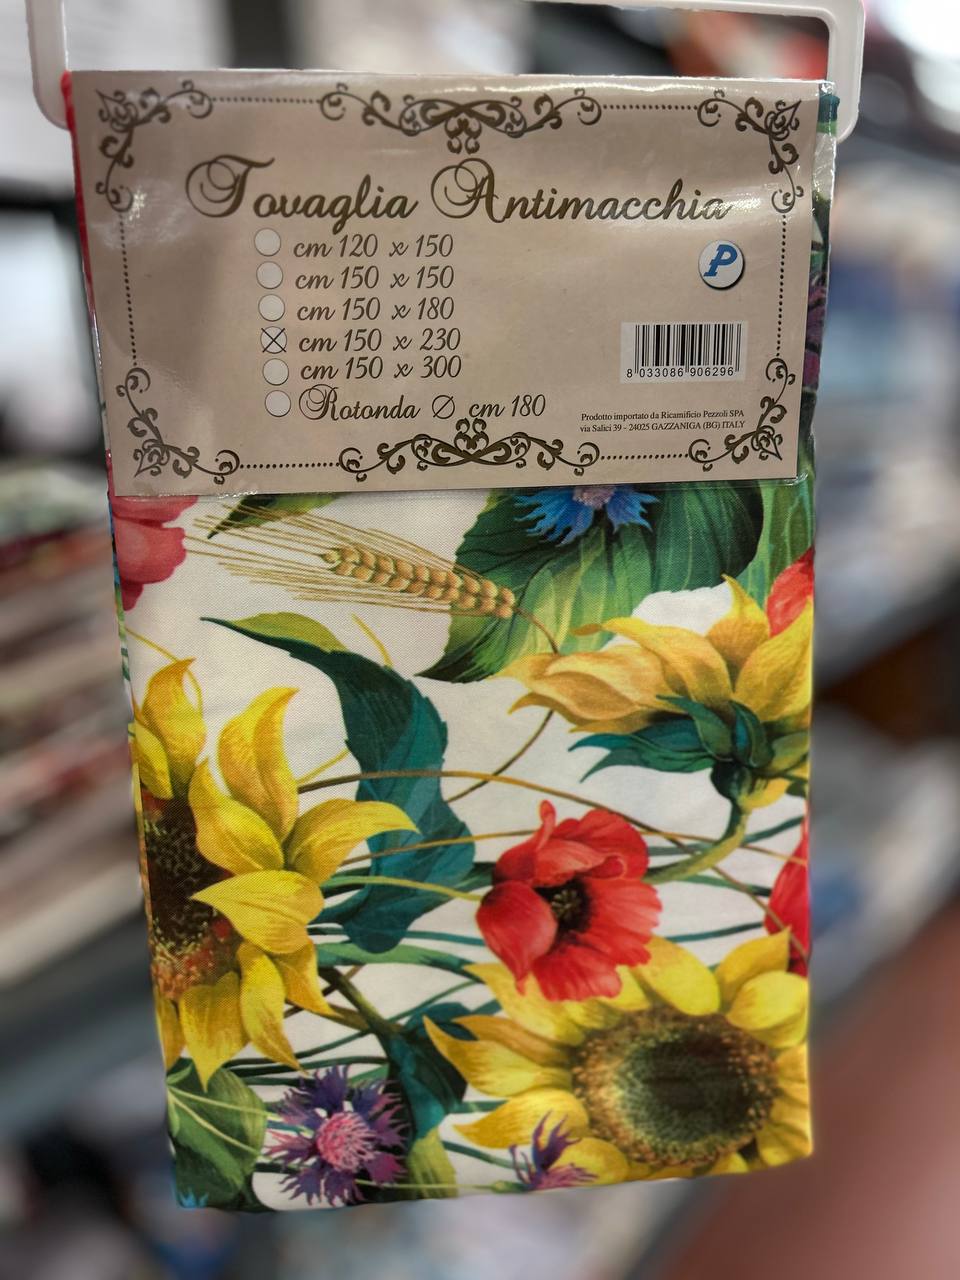 Tovaglia Antimacchia
cm 120 x 150
cm 150 x 150
cm 150 x 180
cm 150 x 230
cm 150 x 300
Rotonda ∅ cm 180
P
8 033086 906296
Prodotto importato da Ricamificio Pezzoli SPA
via Salici 39 - 24025 GAZZANIGA (BG) ITALY